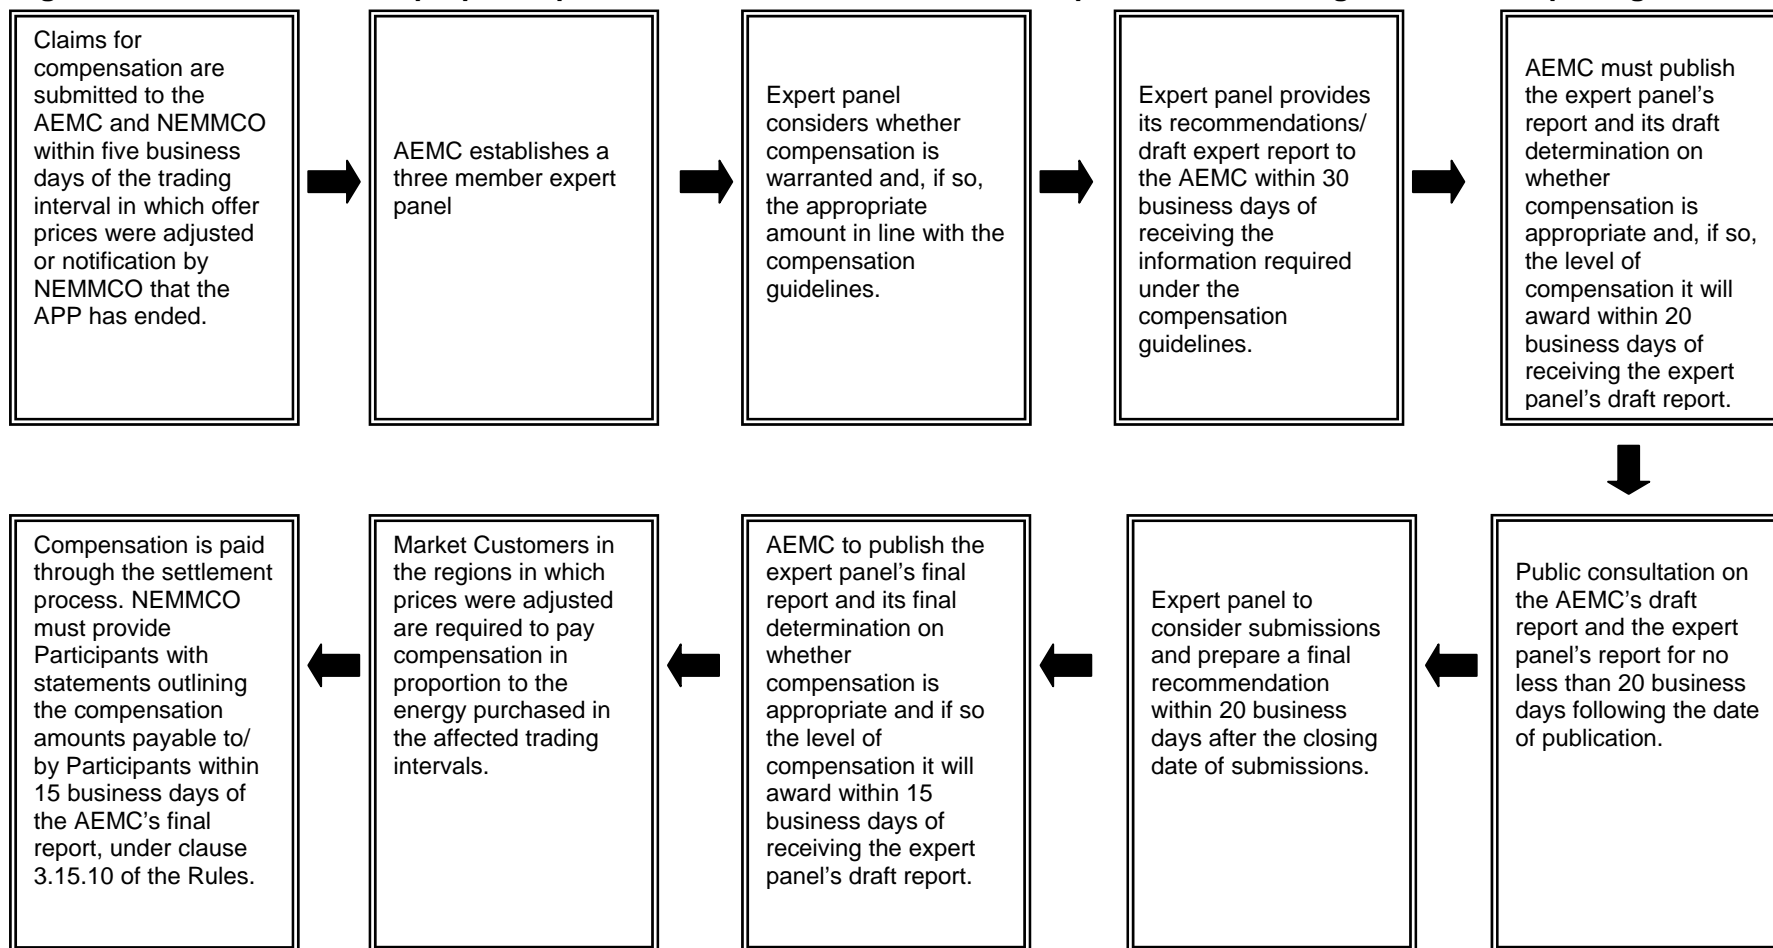 Claims for
compensation are
submitted to the
AEMC and NEMMCO
within five business
days of the trading
interval in which offer
prices were adjusted
or notification by
NEMMCO that the
APP has ended.
AEMC establishes a
three member expert
panel
Expert panel
considers whether
compensation is
warranted and, if so,
the appropriate
amount in line with the
compensation
guidelines.
Expert panel provides
its recommendations/
draft expert report to
the AEMC within 30
business days of
receiving the
information required
under the
compensation
guidelines.
AEMC must publish
the expert panel's
report and its draft
determination on
whether
compensation is
appropriate and, if so,
the level of
compensation it will
award within 20
business days of
receiving the expert
panel's draft report.
Public consultation on
the AEMC's draft
report and the expert
panel's report for no
less than 20 business
days following the date
of publication.
Expert panel to
consider submissions
and prepare a final
recommendation
within 20 business
days after the closing
date of submissions.
AEMC to publish the
expert panel's final
report and its final
determination on
whether
compensation is
appropriate and if so
the level of
compensation it will
award within 15
business days of
receiving the expert
panel's draft report.
Market Customers in
the regions in which
prices were adjusted
are required to pay
compensation in
proportion to the
energy purchased in
the affected trading
intervals.
Compensation is paid
through the settlement
process. NEMMCO
must provide
Participants with
statements outlining
the compensation
amounts payable to/
by Participants within
15 business days of
the AEMC's final
report, under clause
3.15.10 of the Rules.